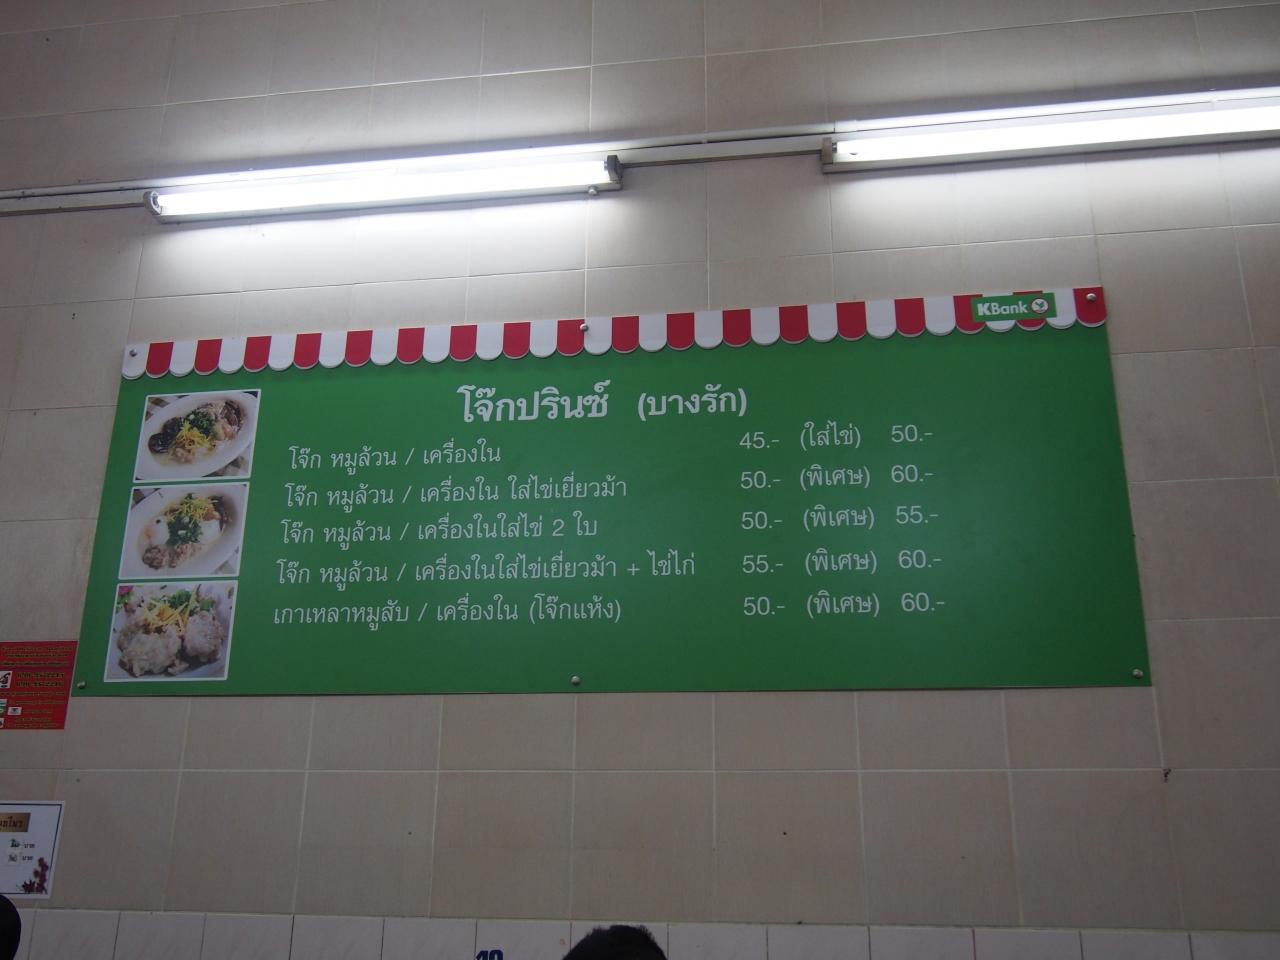 KBank
โจ๊กปรินซ์ (บางรัก)
โจ๊ก หมูล้วน / เครื่องใน 45.- (ใส่ไข่) 50.-
โจ๊ก หมูล้วน / เครื่องใน ใส่ไข่เยี่ยวม้า 50.- (พิเศษ) 60.-
โจ๊ก หมูล้วน / เครื่องในใส่ไข่ 2 ใบ 50.- (พิเศษ) 55.-
โจ๊ก หมูล้วน / เครื่องในใส่ไข่เยี่ยวม้า + ไข่ไก่ 55.- (พิเศษ) 60.-
เกาเหลาหมูสับ / เครื่องใน (โจ๊กแห้ง) 50.- (พิเศษ) 60.-
บาท
บาท